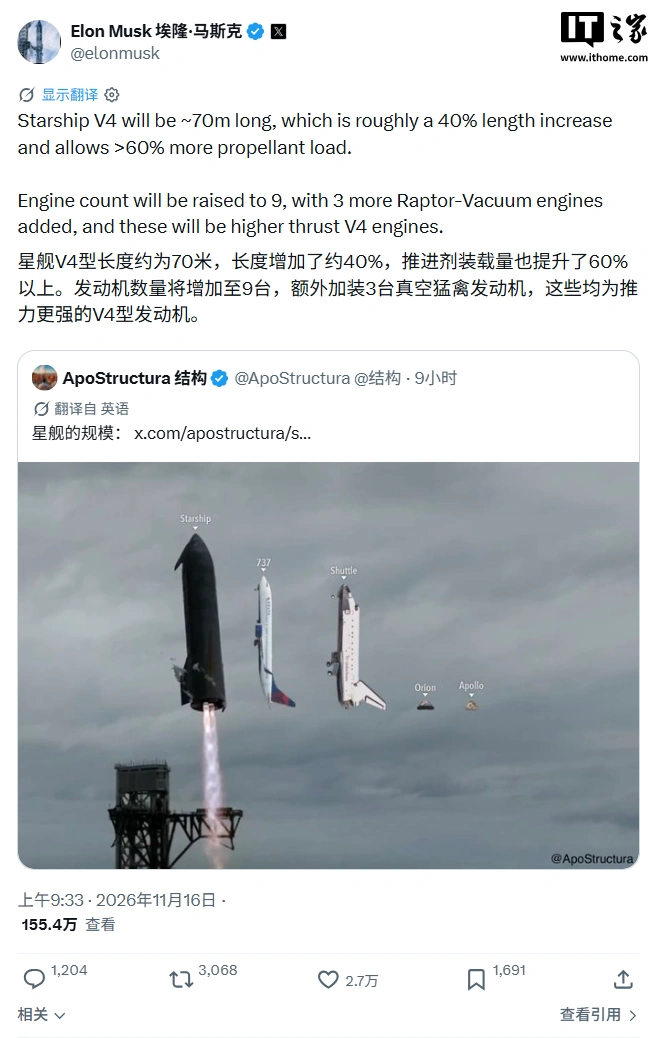 Elon Musk 埃隆·马斯克
@elonmusk
IT之家
www.ithome.com
显示翻译
Starship V4 will be ~70m long, which is roughly a 40% length increase
and allows >60% more propellant load.
Engine count will be raised to 9, with 3 more Raptor-Vacuum engines
added, and these will be higher thrust V4 engines.
星舰V4型长度约为70米，长度增加了约40%，推进剂装载量也提升了60%
以上。发动机数量将增加至9台，额外加装3台真空猛禽发动机，这些均为推
力更强的V4型发动机。
ApoStructura 结构 @ApoStructura @结构 · 9小时
翻译自 英语
星舰的规模： x.com/apostructura/s...
Starship
737
Shuttle
Orion
Apollo
@ApoStructura
上午9:33 · 2026年11月16日 ·
155.4万 查看
1,204 3,068 2.7万 1,691
相关 查看引用